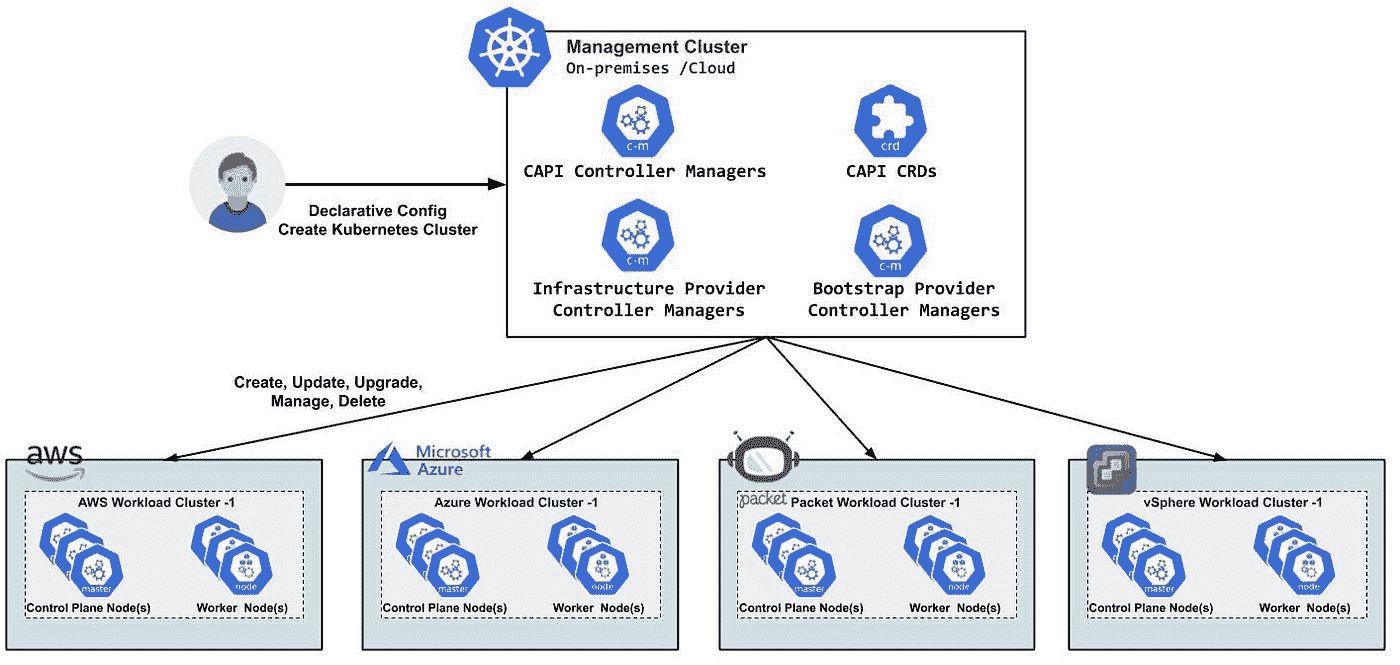 Management Cluster
On-premises /Cloud
c-m
CAPI Controller Managers
crd
CAPI CRDs
Declarative Config
Create Kubernetes Cluster
c-m
Infrastructure Provider
Controller Managers
c-m
Bootstrap Provider
Controller Managers
Create, Update, Upgrade,
Manage, Delete
aws
AWS Workload Cluster -1
master
Control Plane Node(s)
node
Worker Node(s)
Microsoft
Azure
Azure Workload Cluster -1
master
Control Plane Node(s)
node
Worker Node(s)
packet
Packet Workload Cluster -1
master
Control Plane Node(s)
node
Worker Node(s)
vSphere Workload Cluster -1
master
Control Plane Node(s)
node
Worker Node(s)